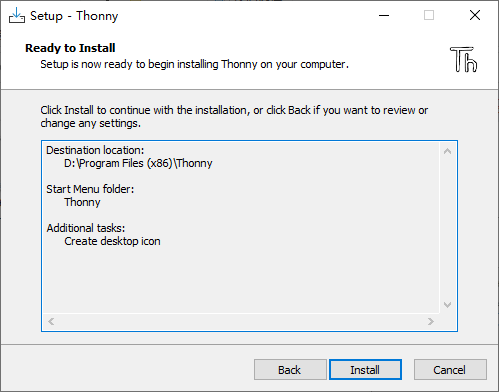 Setup - Thonny
Ready to Install
Setup is now ready to begin installing Thonny on your computer.
Th
Click Install to continue with the installation, or click Back if you want to review or
change any settings.
Destination location:
D:\Program Files (x86)\Thonny
Start Menu folder:
Thonny
Additional tasks:
Create desktop icon
Back
Install
Cancel